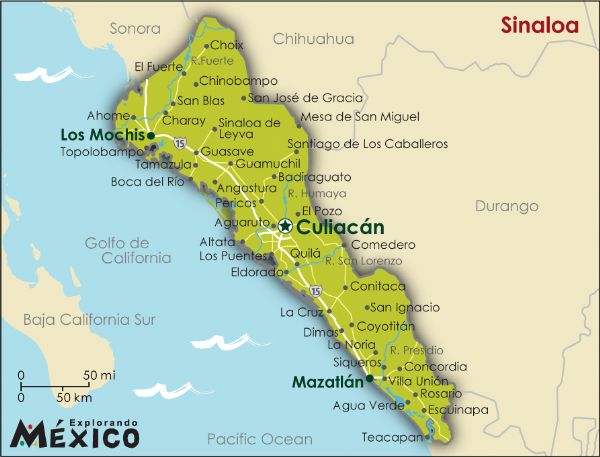 Sonora
Sinaloa
Chihuahua
Choix
R.Fuerte
El Fuerte
Chinobampo
San José de Gracia
San Blas
Ahome
Charay
Sinaloa de
Leyva
Mesa de San Miguel
Los Mochis
15
Santiago de Los Caballeros
Topolobampo
Guasave
Tamazula
Guamuchil
Boca del Río
Badiraguato
Angostura
R. Humaya
Pericos
El Pozo
Durango
Aguaruto
Culiacán
Golfo de
California
Altata
Comedero
Los Puentes
Quilá
R. San Lorenzo
Eldorado
Conitaca
15
Baja California Sur
La Cruz
San Ignacio
Dimas
Coyotitán
La Noria
R. Presidio
Siqueros
Concordia
Mazatlán
Villa Unión
0
50 mi
0
50 km
Rosario
Agua Verde
Escuinapa
Explorando
MÉXICO
Pacific Ocean
Teacapan